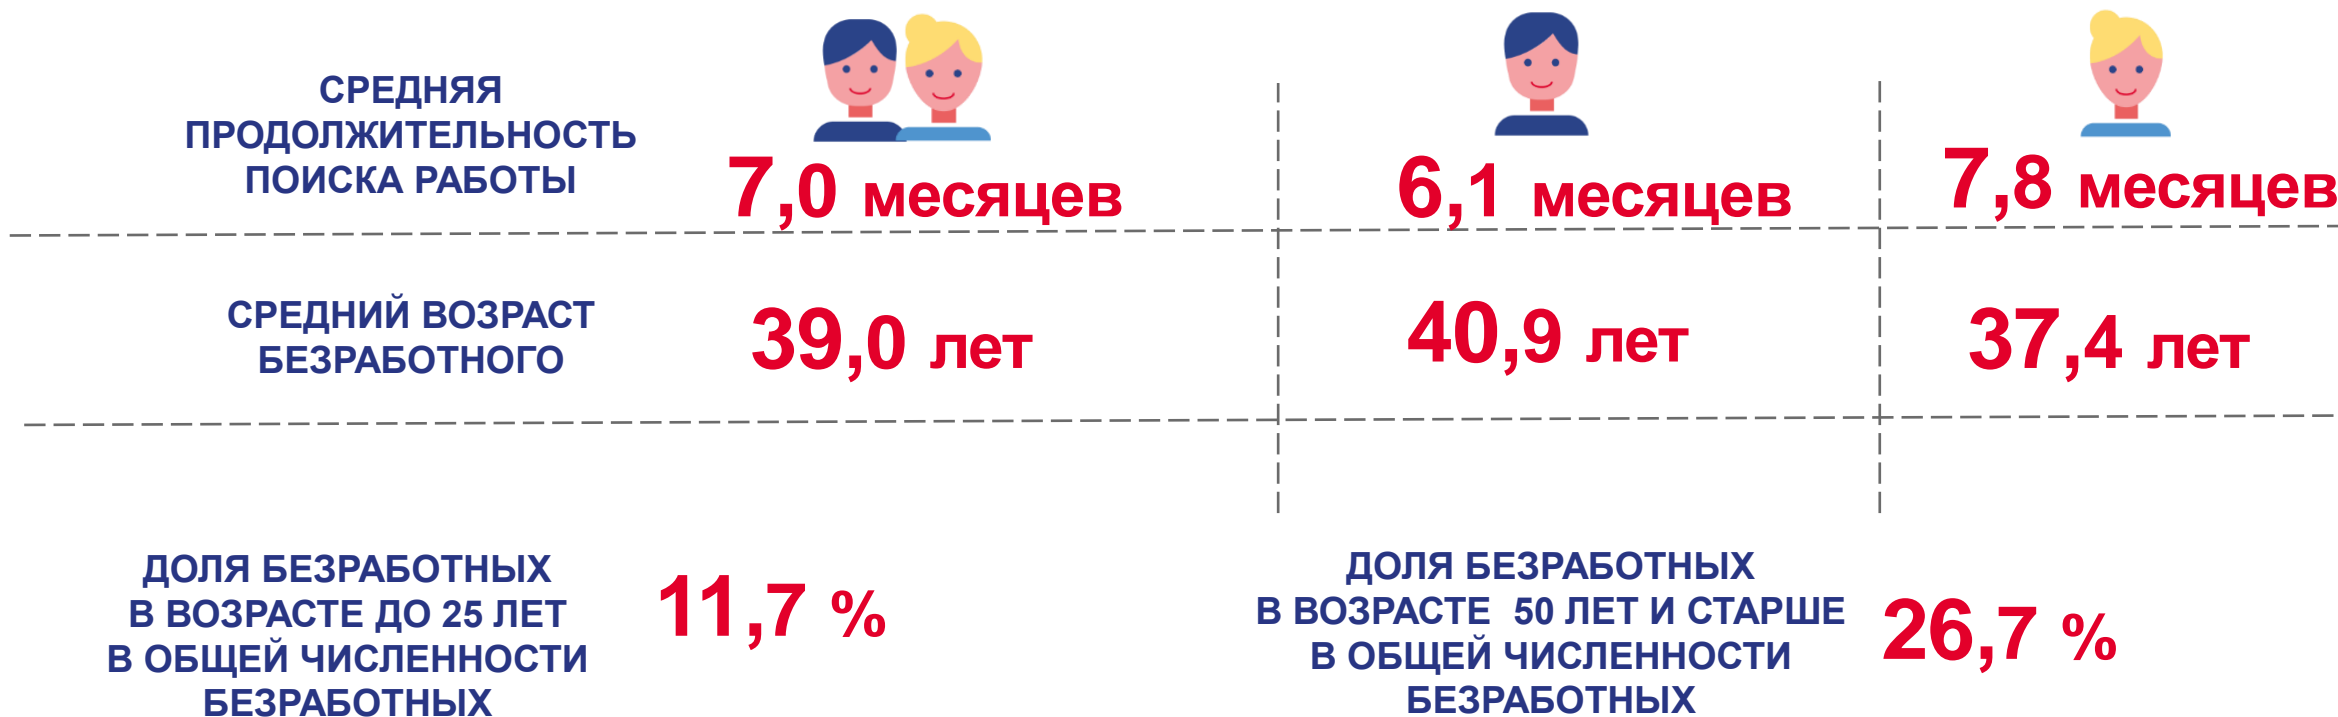 СРЕДНЯЯ
ПРОДОЛЖИТЕЛЬНОСТЬ
ПОИСКА РАБОТЫ
7,0 месяцев
6,1 месяцев
7,8 месяцев
СРЕДНИЙ ВОЗРАСТ
БЕЗРАБОТНОГО
39,0 лет
40,9 лет
37,4 лет
ДОЛЯ БЕЗРАБОТНЫХ
В ВОЗРАСТЕ ДО 25 ЛЕТ
В ОБЩЕЙ ЧИСЛЕННОСТИ
БЕЗРАБОТНЫХ
11,7 %
ДОЛЯ БЕЗРАБОТНЫХ
В ВОЗРАСТЕ 50 ЛЕТ И СТАРШЕ
В ОБЩЕЙ ЧИСЛЕННОСТИ
БЕЗРАБОТНЫХ
26,7 %